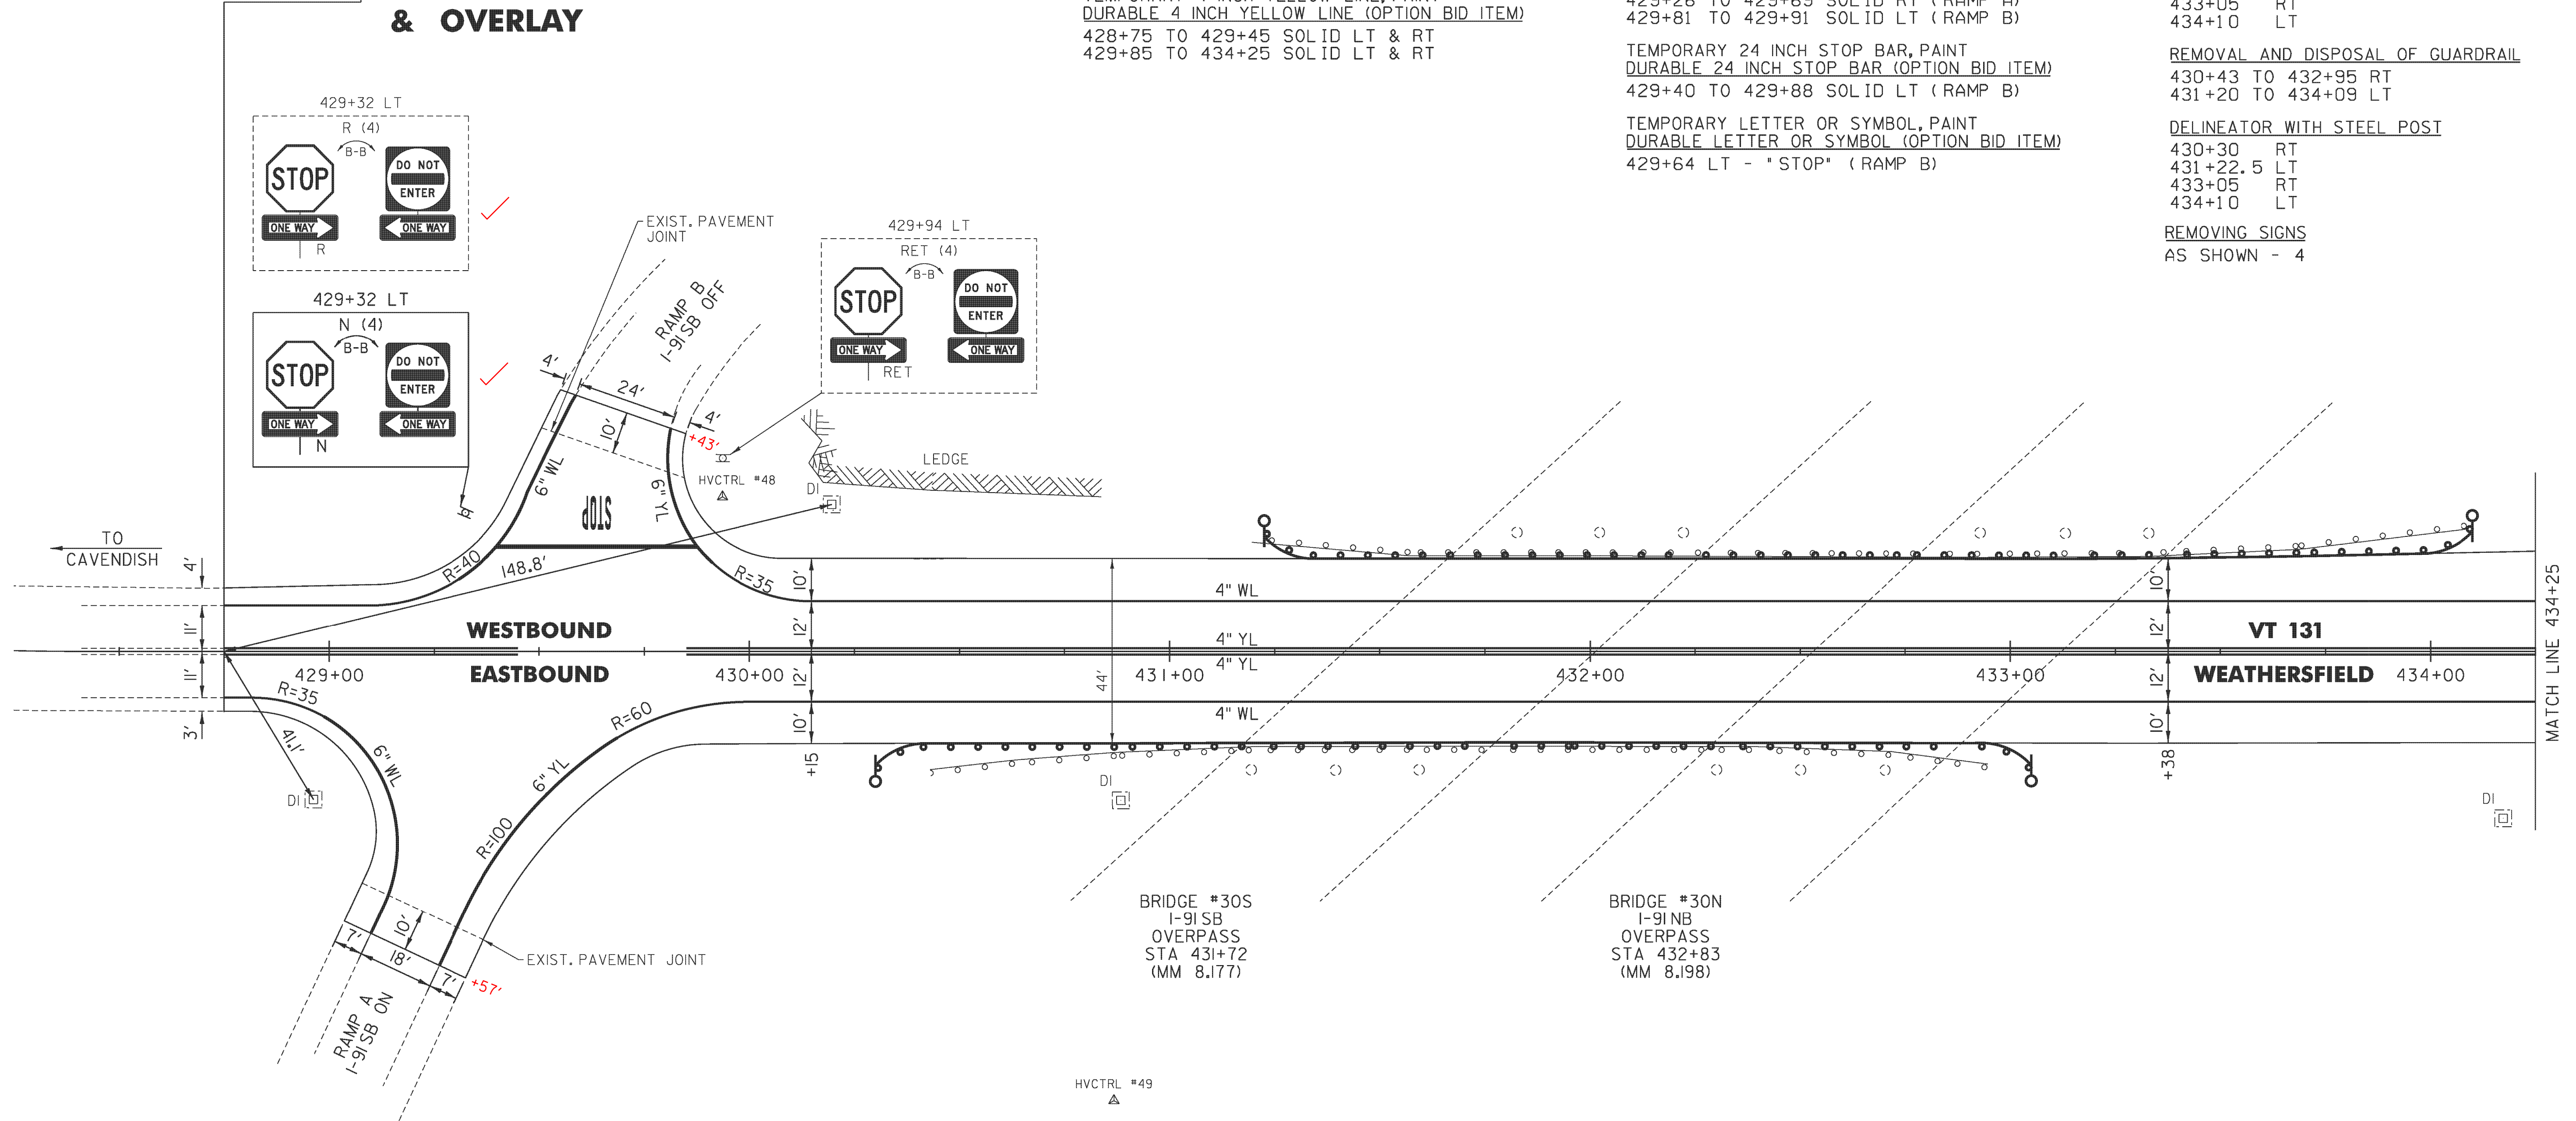 & OVERLAY
DURABLE 4 INCH YELLOW LINE (OPTION BID ITEM)
428+75 TO 429+45 SOLID LT & RT
429+85 TO 434+25 SOLID LT & RT
429+81 TO 429+91 SOLID LT (RAMP B)
TEMPORARY 24 INCH STOP BAR, PAINT
DURABLE 24 INCH STOP BAR (OPTION BID ITEM)
429+40 TO 429+88 SOLID LT (RAMP B)
TEMPORARY LETTER OR SYMBOL, PAINT
DURABLE LETTER OR SYMBOL (OPTION BID ITEM)
429+64 LT - "STOP" (RAMP B)
433+05 RT
434+10 LT
REMOVAL AND DISPOSAL OF GUARDRAIL
430+43 TO 432+95 RT
431+20 TO 434+09 LT
DELINEATOR WITH STEEL POST
430+30 RT
431+22.5 LT
433+05 RT
434+10 LT
REMOVING SIGNS
AS SHOWN - 4
429+32 LT
R (4)
B-B
STOP
DO NOT
ENTER
ONE WAY
ONE WAY
R
429+32 LT
N (4)
B-B
STOP
DO NOT
ENTER
ONE WAY
ONE WAY
N
EXIST. PAVEMENT
JOINT
429+94 LT
RET (4)
B-B
STOP
DO NOT
ENTER
ONE WAY
ONE WAY
RET
RAMP B
I-91 SB OFF
4'
24'
4'
10'
+43'
6" WL
6" YL
STOP
HVCTRL #48
DI
LEDGE
TO
CAVENDISH
4'
11'
11'
3'
R=40
148.8'
R=35
10'
12'
12'
10'
+15
44'
4" WL
4" YL
4" YL
4" WL
WESTBOUND
EASTBOUND
429+00
430+00
431+00
432+00
433+00
434+00
VT 131
WEATHERSFIELD
10'
12'
12'
10'
+38
MATCH LINE 434+25
R=35
41.1'
6" WL
R=60
6" YL
R=100
DI
DI
DI
10'
7'
18'
7'
+57'
EXIST. PAVEMENT JOINT
RAMP A
I-91 SB ON
BRIDGE #30S
I-91 SB
OVERPASS
STA 431+72
(MM 8.177)
BRIDGE #30N
I-91 NB
OVERPASS
STA 432+83
(MM 8.198)
HVCTRL #49